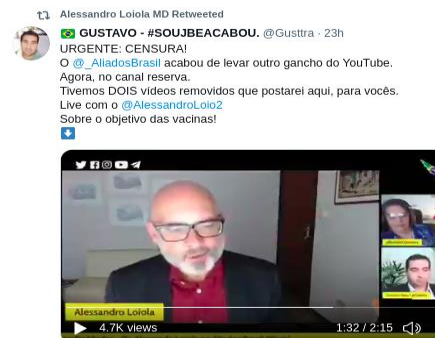 Alessandro Loiola MD Retweeted
GUSTAVO - #SOUJBEACABOU. @Gusttra · 23h
URGENTE: CENSURA!
O @_AliadosBrasil acabou de levar outro gancho do YouTube.
Agora, no canal reserva.
Tivemos DOIS vídeos removidos que postarei aqui, para vocês.
Live com o @AlessandroLoio2
Sobre o objetivo das vacinas!
Alessandro Loiola
4.7K views
1:32 / 2:15